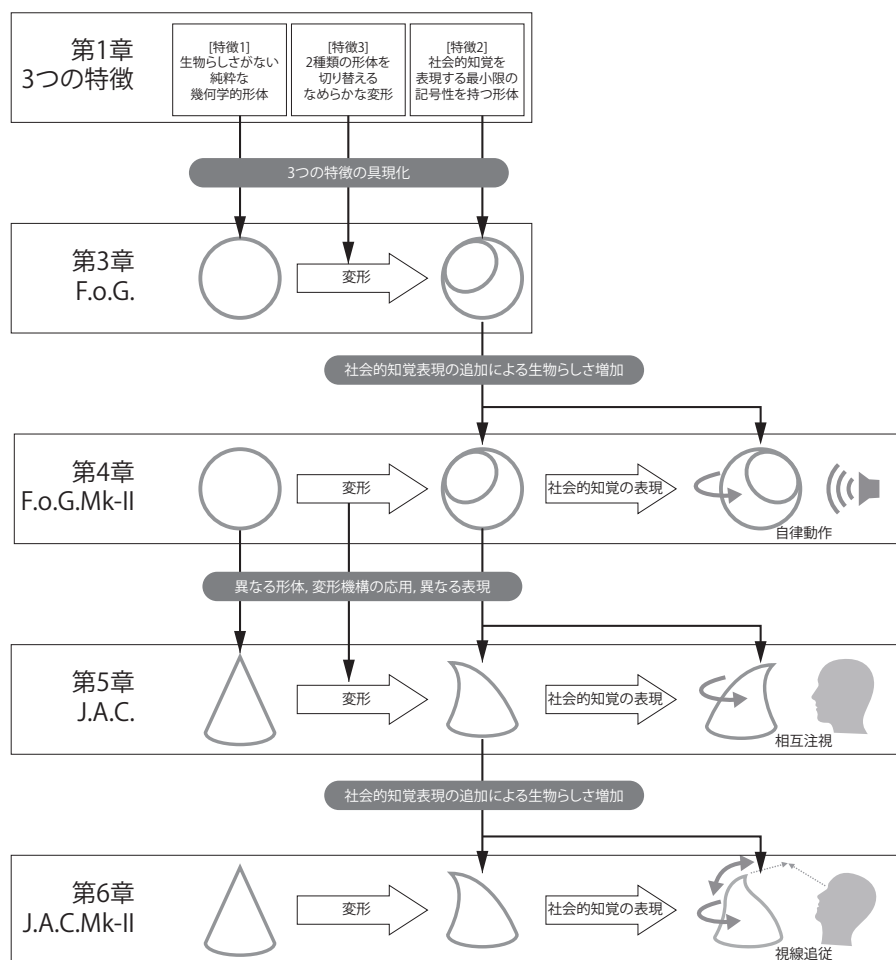 第1章
3つの特徴
[特徴1]
生物らしさがない
純粋な
幾何学的形体
[特徴3]
2種類の形体を
切り替える
なめらかな変形
[特徴2]
社会的知覚を
表現する最小限の
記号性を持つ形体
3つの特徴の具現化
第3章
F.o.G.
変形
社会的知覚表現の追加による生物らしさ増加
第4章
F.o.G.Mk-II
変形
社会的知覚の表現
自律動作
異なる形体, 変形機構の応用, 異なる表現
第5章
J.A.C.
変形
社会的知覚の表現
相互注視
社会的知覚表現の追加による生物らしさ増加
第6章
J.A.C.Mk-II
変形
社会的知覚の表現
視線追従